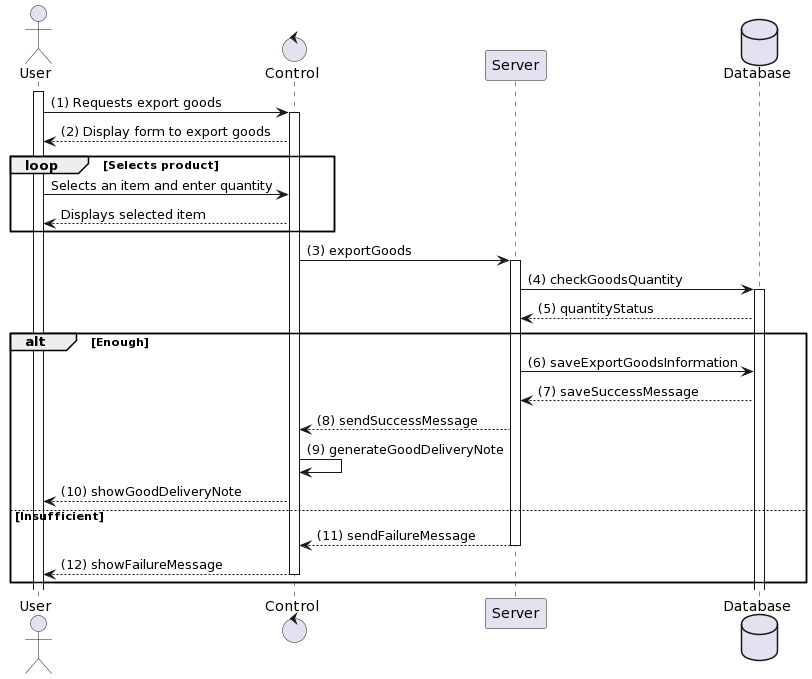 User
Control
Server
Database
(1) Requests export goods
(2) Display form to export goods
loop [Selects product]
Selects an item and enter quantity
Displays selected item
(3) exportGoods
(4) checkGoodsQuantity
(5) quantityStatus
alt [Enough]
(6) saveExportGoodsInformation
(7) saveSuccessMessage
(8) sendSuccessMessage
(9) generateGoodDeliveryNote
(10) showGoodDeliveryNote
[Insufficient]
(11) sendFailureMessage
(12) showFailureMessage
User
Control
Server
Database